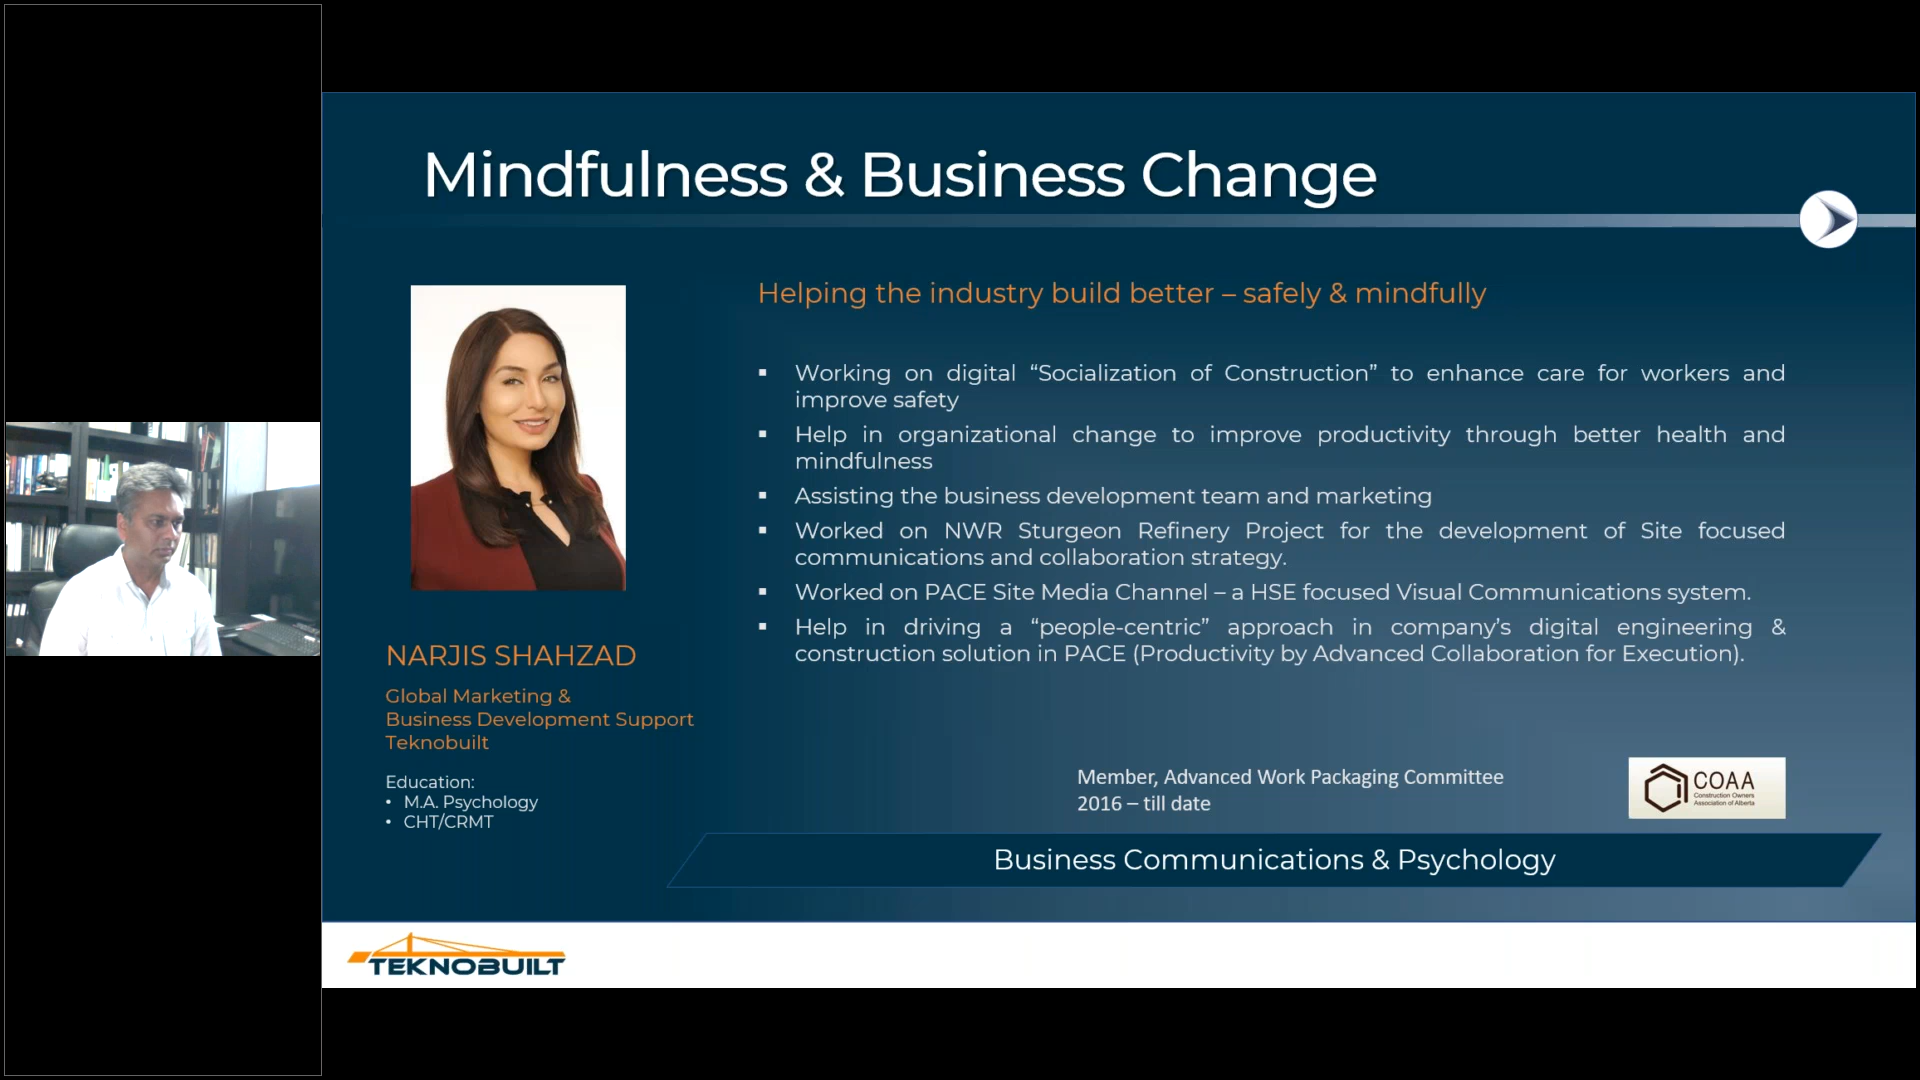 Mindfulness & Business Change
Helping the industry build better – safely & mindfully
▪ Working on digital “Socialization of Construction” to enhance care for workers and
improve safety
▪ Help in organizational change to improve productivity through better health and
mindfulness
▪ Assisting the business development team and marketing
▪ Worked on NWR Sturgeon Refinery Project for the development of Site focused
communications and collaboration strategy.
▪ Worked on PACE Site Media Channel – a HSE focused Visual Communications system.
▪ Help in driving a “people-centric” approach in company’s digital engineering &
construction solution in PACE (Productivity by Advanced Collaboration for Execution).
NARJIS SHAHZAD
Global Marketing &
Business Development Support
Teknobuilt
Education:
• M.A. Psychology
• CHT/CRMT
Member, Advanced Work Packaging Committee
2016 – till date
COAA
Construction Owners
Association of Alberta
Business Communications & Psychology
TEKNOBUILT